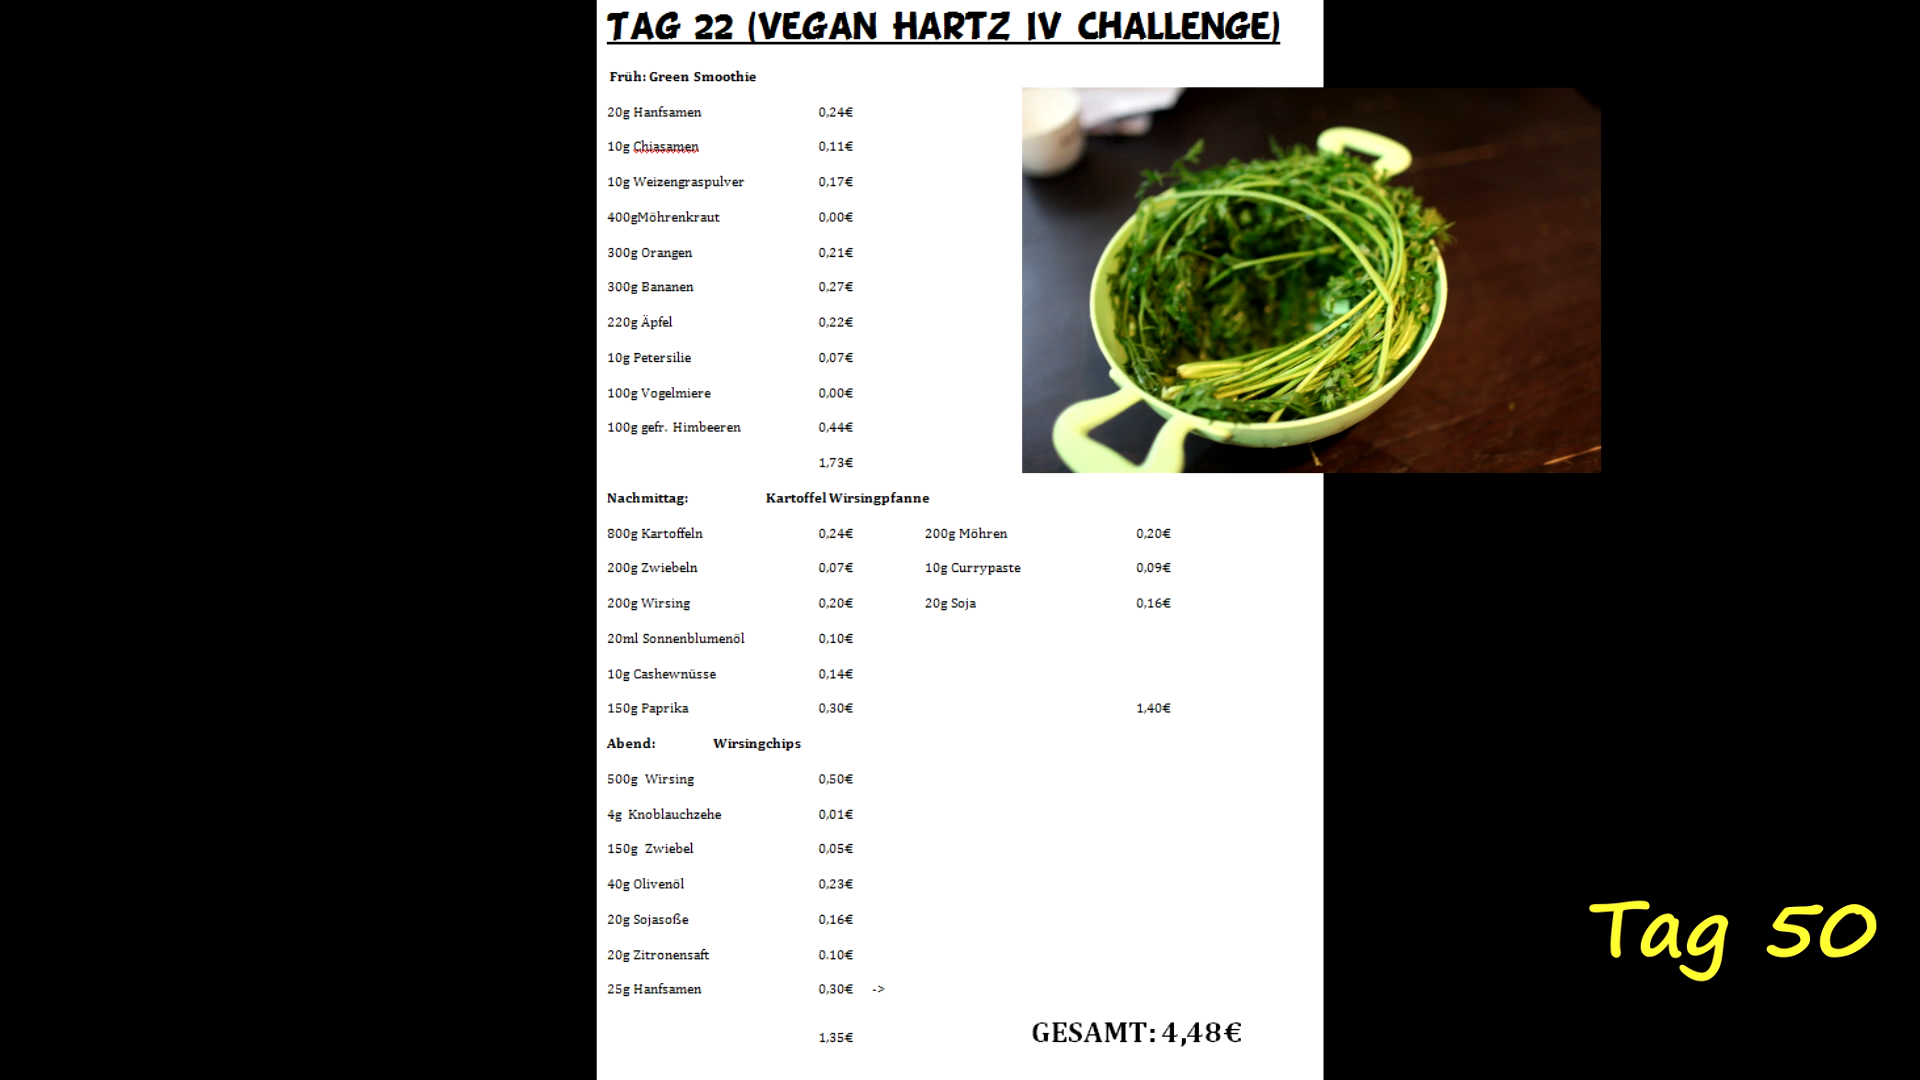 TAG 22 (VEGAN HARTZ IV CHALLENGE)
Früh: Green Smoothie
20g Hanfsamen 0,24€
10g Chiasamen 0,11€
10g Weizengraspulver 0,17€
400gMöhrenkraut 0,00€
300g Orangen 0,21€
300g Bananen 0,27€
220g Äpfel 0,22€
10g Petersilie 0,07€
100g Vogelmiere 0,00€
100g gefr. Himbeeren 0,44€
1,73€
Nachmittag: Kartoffel Wirsingpfanne
800g Kartoffeln 0,24€ 200g Möhren 0,20€
200g Zwiebeln 0,07€ 10g Currypaste 0,09€
200g Wirsing 0,20€ 20g Soja 0,16€
20ml Sonnenblumenöl 0,10€
10g Cashewnüsse 0,14€
150g Paprika 0,30€ 1,40€
Abend: Wirsingchips
500g Wirsing 0,50€
4g Knoblauchzehe 0,01€
150g Zwiebel 0,05€
40g Olivenöl 0,23€
20g Sojasoße 0,16€
20g Zitronensaft 0.10€
25g Hanfsamen 0,30€ ->
1,35€ GESAMT: 4,48€
Tag 50